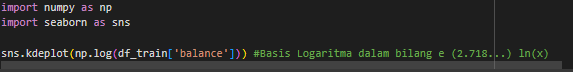 import numpy as np
import seaborn as sns
sns.kdeplot(np.log(df_train['balance'])) #Basis Logaritma dalam bilang e (2.718...) ln(x)